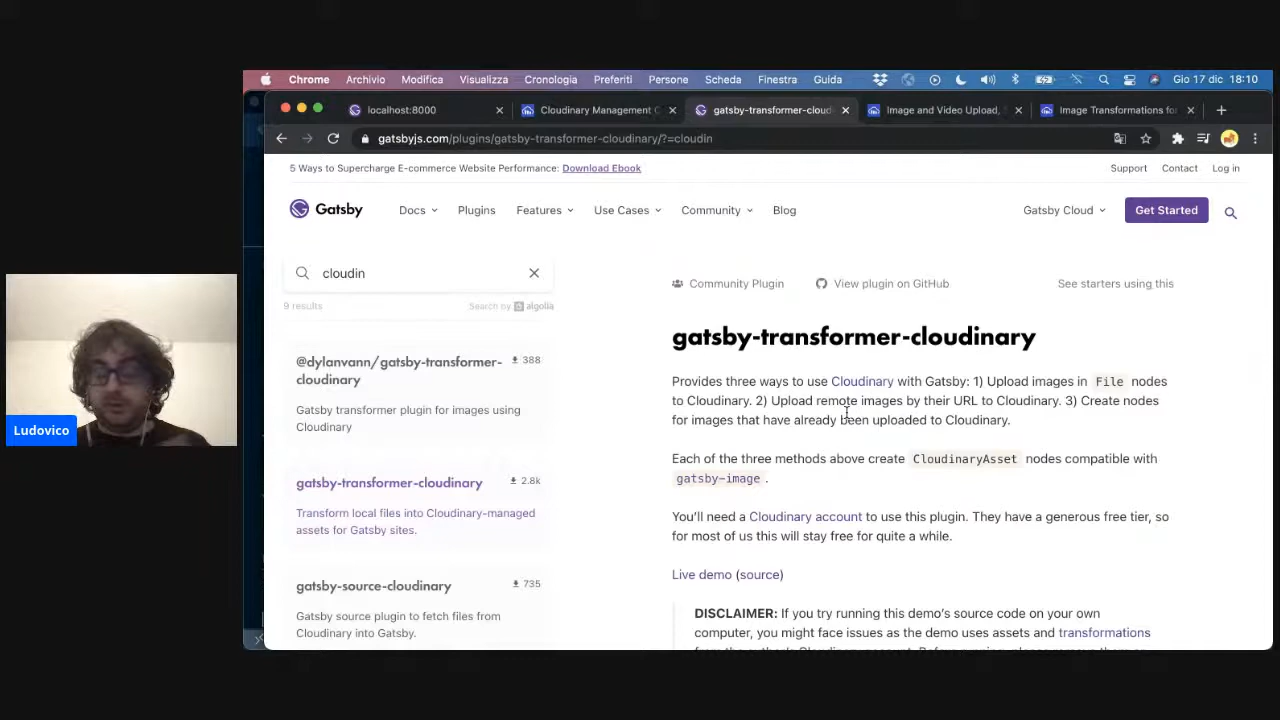 Chrome Archivio Modifica Visualizza Cronologia Preferiti Persone Scheda Finestra Guida Gio 17 dic 18:10
localhost:8000 Cloudinary Management C gatsby-transformer-cloud Image and Video Upload, Image Transformations for
gatsbyjs.com/plugins/gatsby-transformer-cloudinary/?=cloudin
5 Ways to Supercharge E-commerce Website Performance: Download Ebook Support Contact Log in
Gatsby Docs Plugins Features Use Cases Community Blog Gatsby Cloud Get Started
cloudin
9 results Search by algolia
@dylanvann/gatsby-transformer-
cloudinary
388
Gatsby transformer plugin for images using
Cloudinary
gatsby-transformer-cloudinary 2.8k
Transform local files into Cloudinary-managed
assets for Gatsby sites.
gatsby-source-cloudinary 735
Gatsby source plugin to fetch files from
Cloudinary into Gatsby.
Community Plugin View plugin on GitHub See starters using this
gatsby-transformer-cloudinary
Provides three ways to use Cloudinary with Gatsby: 1) Upload images in File nodes
to Cloudinary. 2) Upload remote images by their URL to Cloudinary. 3) Create nodes
for images that have already been uploaded to Cloudinary.
Each of the three methods above create CloudinaryAsset nodes compatible with
gatsby-image.
You'll need a Cloudinary account to use this plugin. They have a generous free tier, so
for most of us this will stay free for quite a while.
Live demo (source)
DISCLAIMER: If you try running this demo's source code on your own
computer, you might face issues as the demo uses assets and transformations
Ludovico